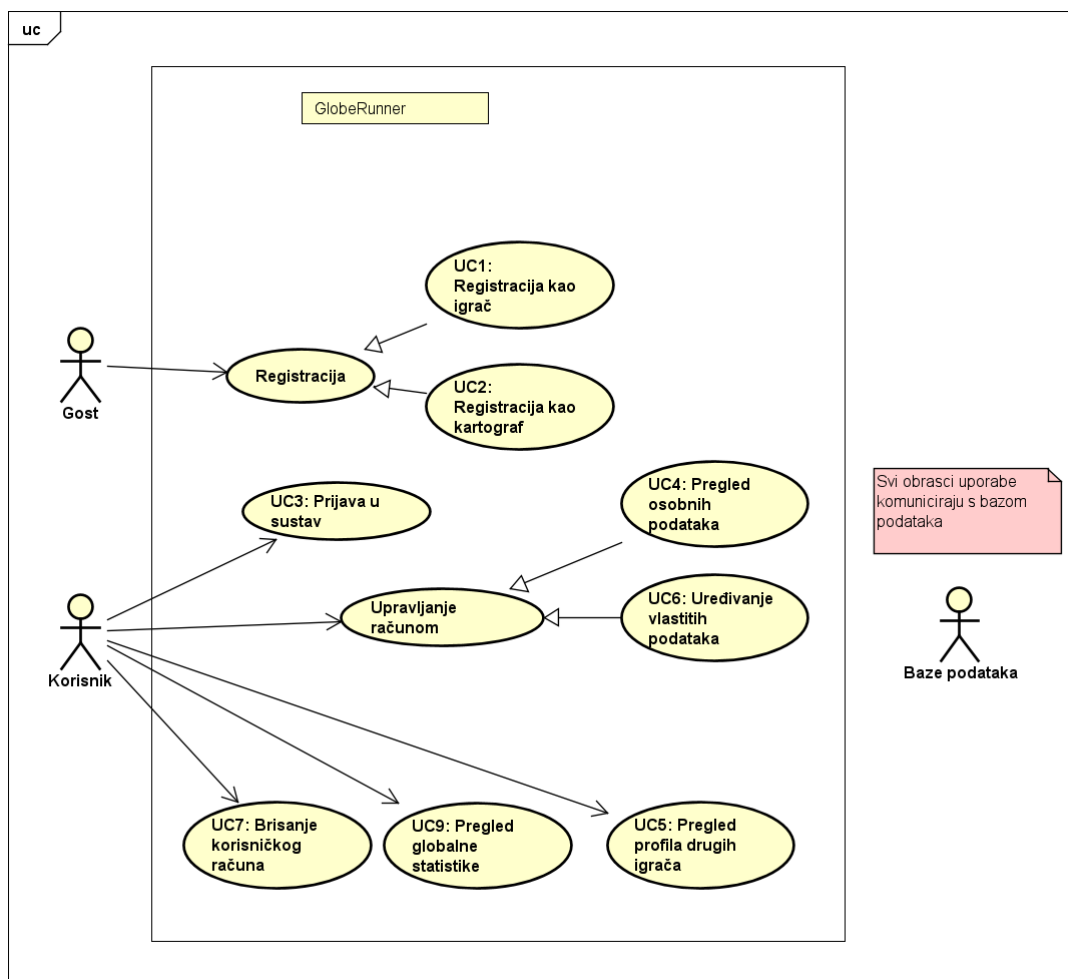 uc
GlobeRunner
UC1:
Registracija kao
igrač
Registracija
UC2:
Registracija kao
kartograf
Gost
UC3: Prijava u
sustav
UC4: Pregled
osobnih
podataka
Svi obrasci uporabe
komuniciraju s bazom
podataka
Upravljanje
računom
UC6: Uređivanje
vlastitih
podataka
Korisnik
Baze podataka
UC7: Brisanje
korisničkog
računa
UC9: Pregled
globalne
statistike
UC5: Pregled
profila drugih
igrača